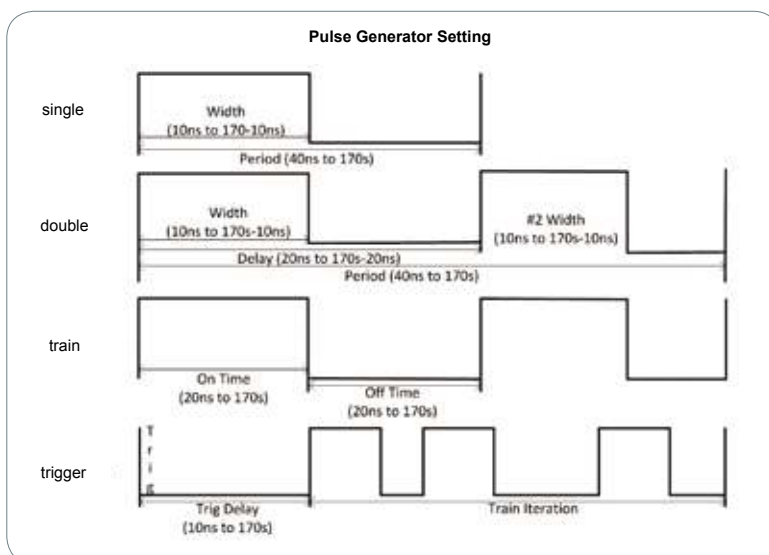 Pulse Generator Setting
single
Width
(10ns to 170-10ns)
Period (40ns to 170s)
double
Width
(10ns to 170s-10ns)
#2 Width
(10ns to 170s-10ns)
Delay (20ns to 170s-20ns)
Period (40ns to 170s)
train
On Time
(20ns to 170s)
Off Time
(20ns to 170s)
trigger
T
r
i
g
Trig Delay
(10ns to 170s)
Train Iteration